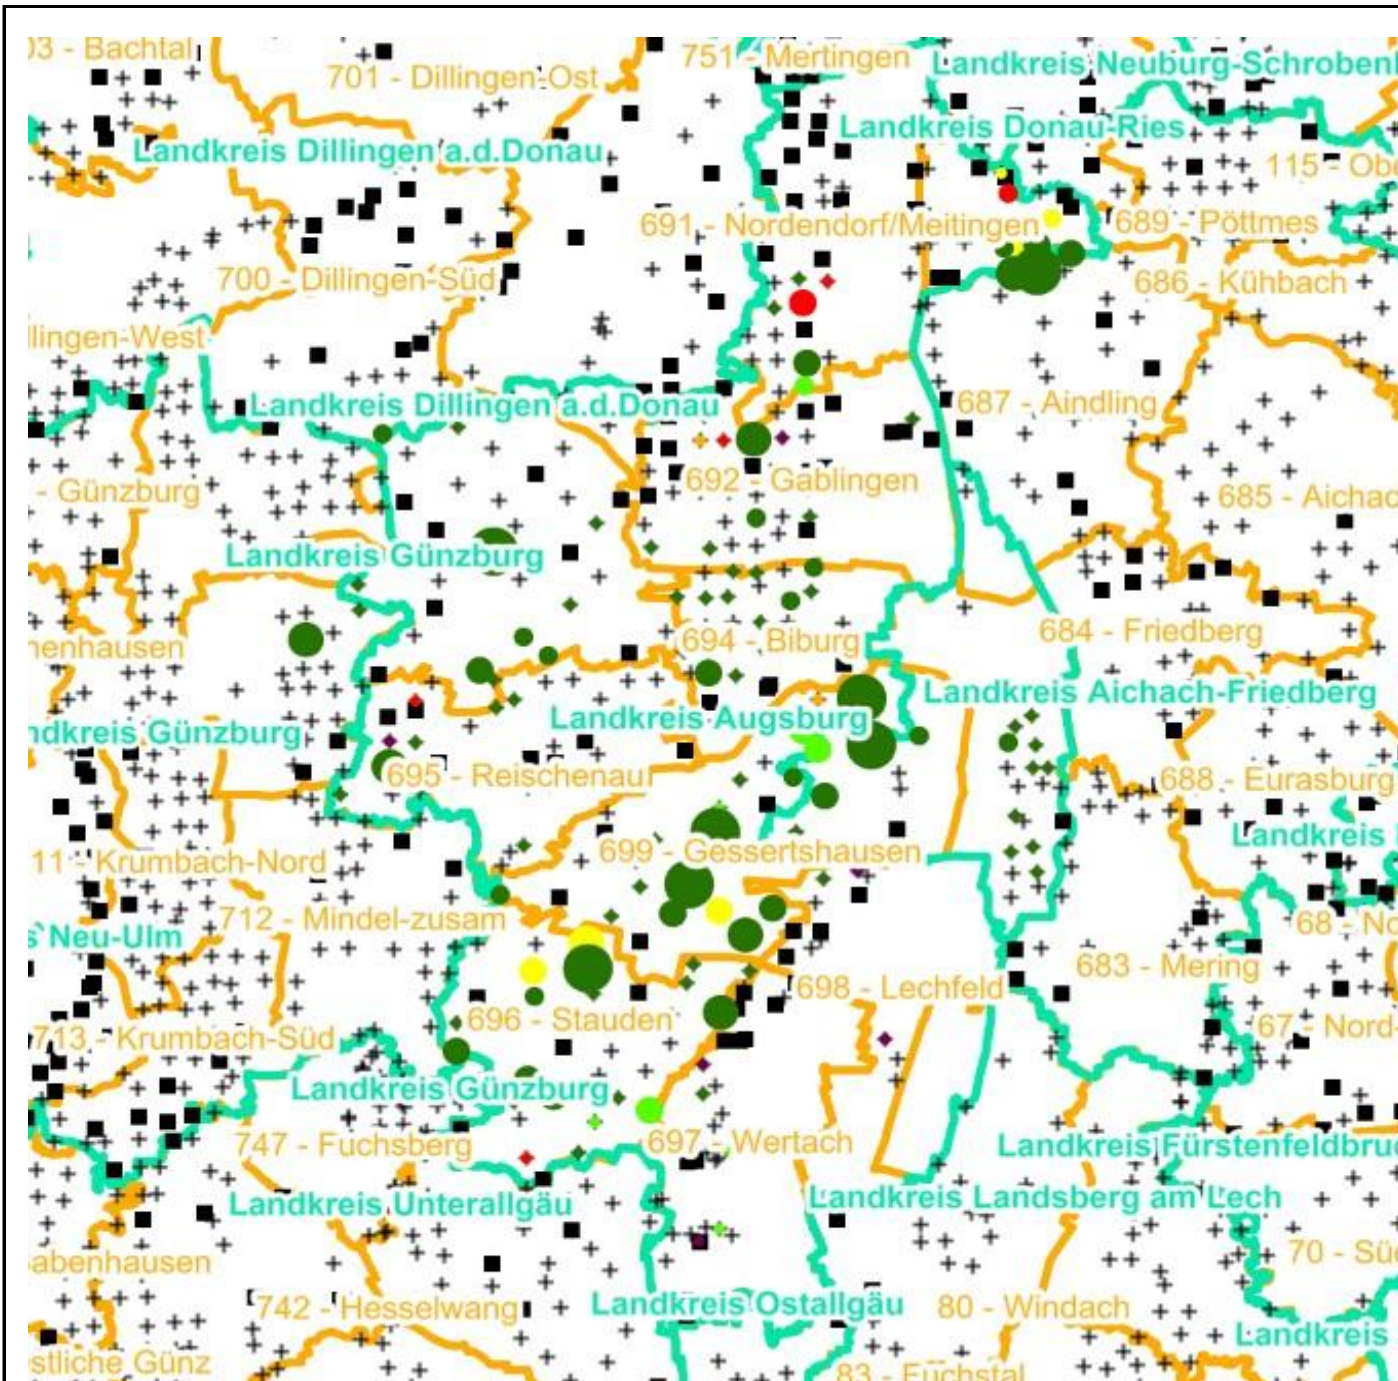 03 - Bachtal
751 - Mertingen
Landkreis Neuburg-Schroben
701 - Dillingen-Ost
Landkreis Donau-Ries
Landkreis Dillingen a.d.Donau
115 - Obe
691 - Nordendorf/Meitingen
689 - Pöttmes
700 - Dillingen-Süd
686 - Kühbach
llingen-West
Landkreis Dillingen a.d.Donau
687 - Aindling
692 - Gablingen
- Günzburg
685 - Aichac
Landkreis Günzburg
684 - Friedberg
694 - Biburg
nenhausen
Landkreis Aichach-Friedberg
Landkreis Augsburg
ndkreis Günzburg
695 - Reischenau
688 - Eurasburg
Landkreis
699 - Gessertshausen
11 - Krumbach-Nord
712 - Mindel-zusam
68 - No
s Neu-Ulm
683 - Mering
698 - Lechfeld
696 - Stauden
67 - Nord
713 - Krumbach-Süd
Landkreis Günzburg
747 - Fuchsberg
697 - Wertach
Landkreis Fürstenfeldbruc
Landkreis Unterallgäu
Landkreis Landsberg am Lech
70 - Süd
abenhausen
742 - Hesselwang
Landkreis Ostallgäu
80 - Windach
Landkreis
stliche Günz
83 - Fuchstal